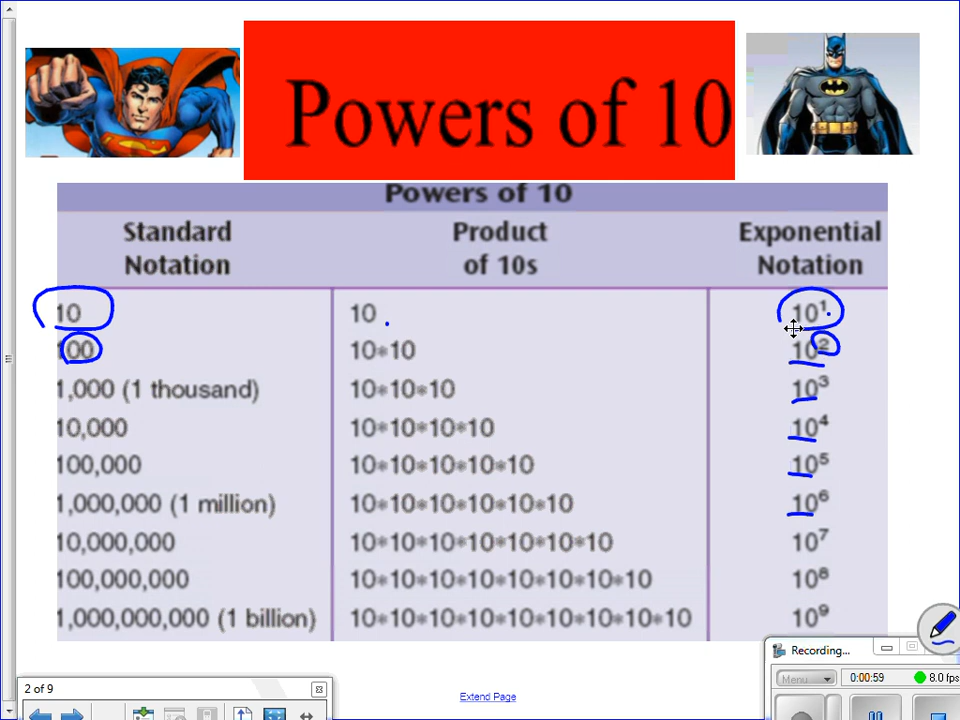 Powers of 10
Powers of 10
Standard Notation
Product of 10s
Exponential Notation
10
10
10¹
100
10*10
10²
1,000 (1 thousand)
10*10*10
10³
10,000
10*10*10*10
10⁴
100,000
10*10*10*10*10
10⁵
1,000,000 (1 million)
10*10*10*10*10*10
10⁶
10,000,000
10*10*10*10*10*10*10
10⁷
100,000,000
10*10*10*10*10*10*10*10
10⁸
1,000,000,000 (1 billion)
10*10*10*10*10*10*10*10*10
10⁹
Recording...
Menu
0:00:59
8.0 fps
2 of 9
Extend Page